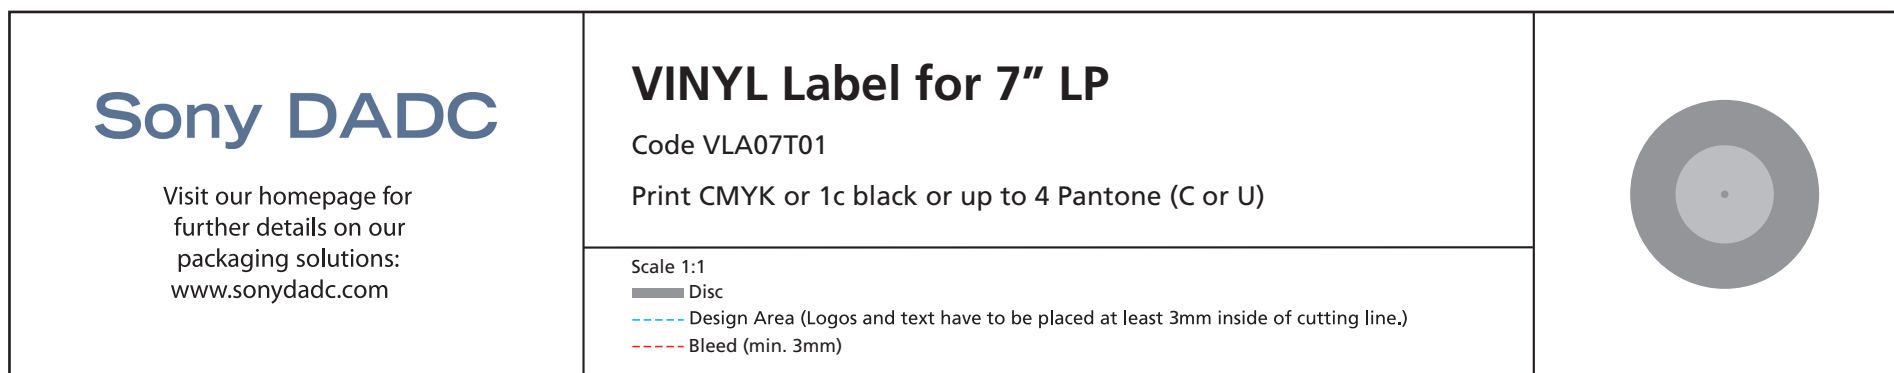 Sony DADC
Visit our homepage for
further details on our
packaging solutions:
www.sonydadc.com
VINYL Label for 7″ LP
Code VLA07T01
Print CMYK or 1c black or up to 4 Pantone (C or U)
Scale 1:1
Disc
Design Area (Logos and text have to be placed at least 3mm inside of cutting line.)
Bleed (min. 3mm)